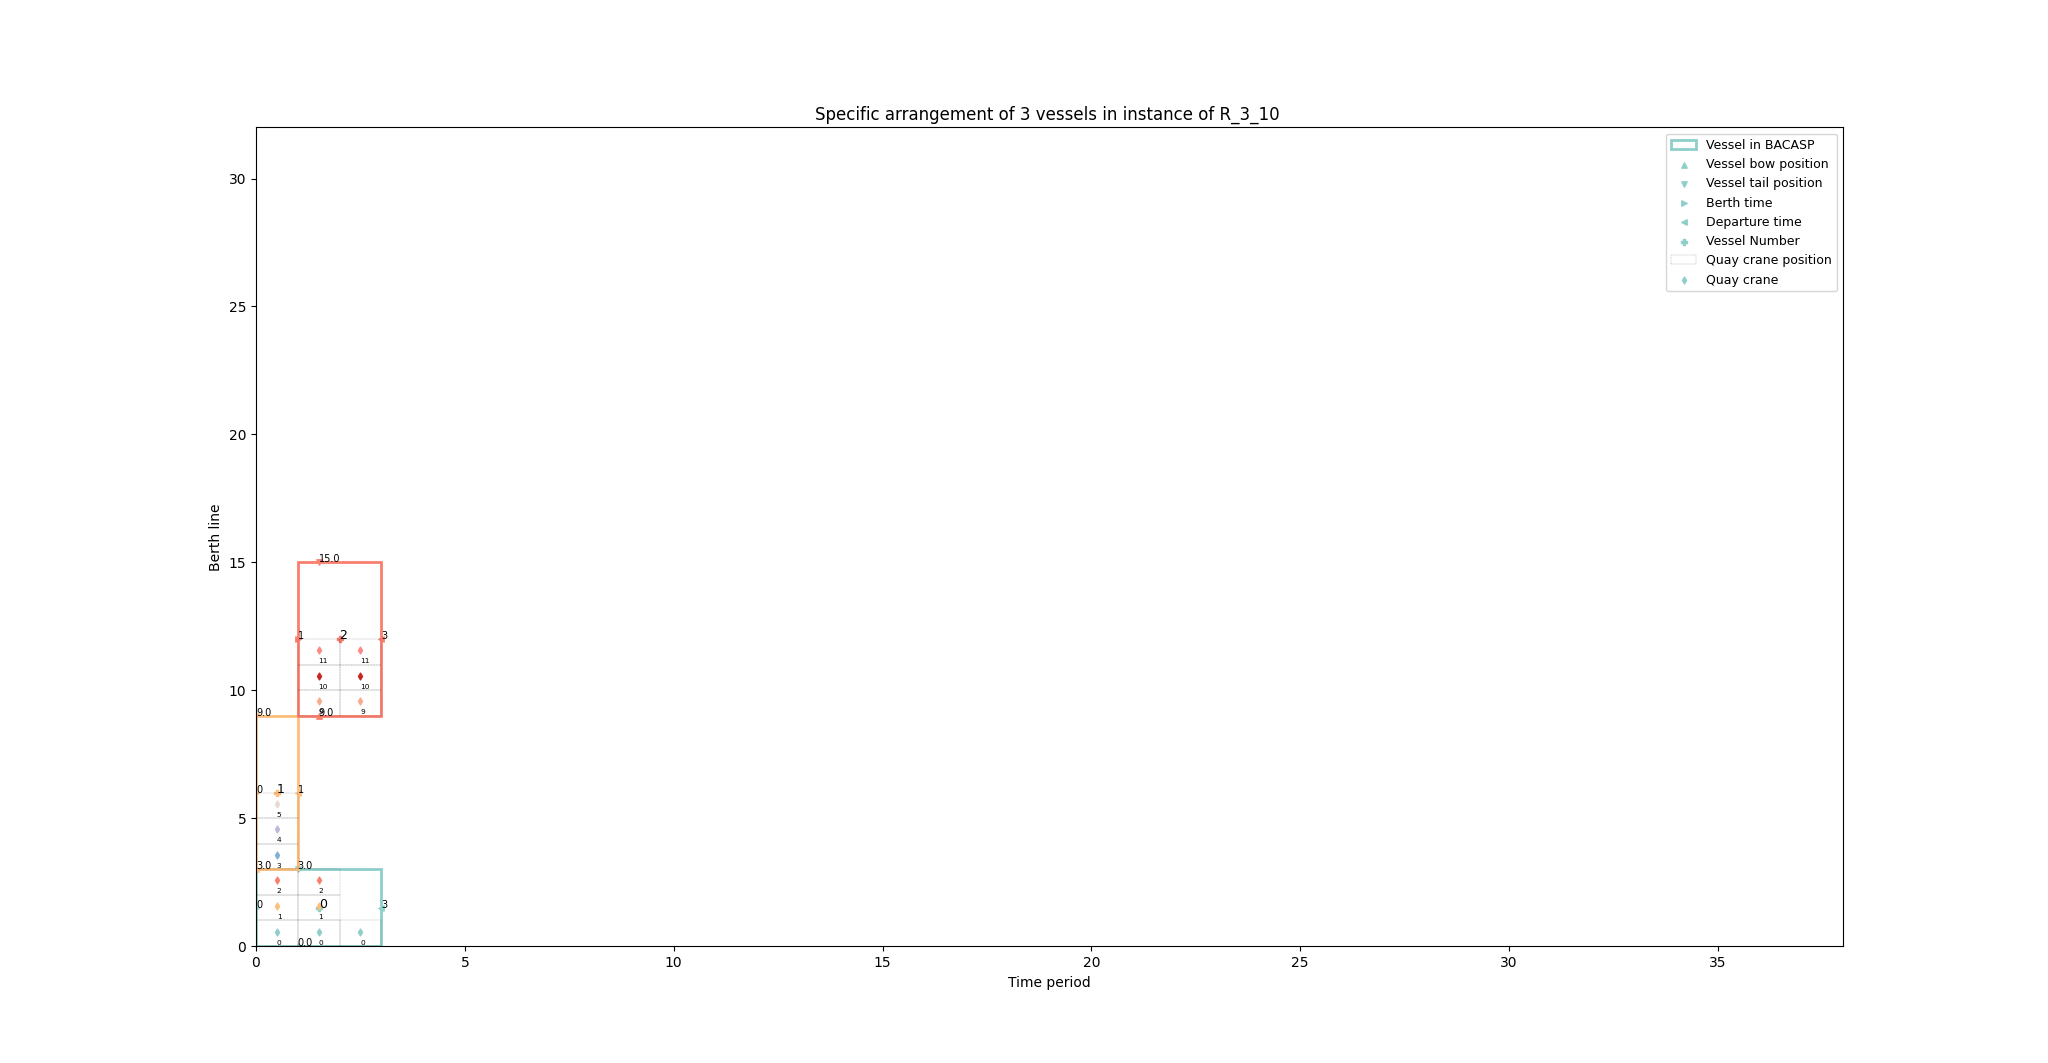 Specific arrangement of 3 vessels in instance of R_3_10
Vessel in BACASP
Vessel bow position
Vessel tail position
Berth time
Departure time
Vessel Number
Quay crane position
Quay crane
30
25
20
15
10
5
0
Berth line
15.0
1 2 3
11 11
10 10
9
9.0 9.0
0 1 1
5
4
3
3.0 3.0
2 2
0 0 3
1 1
0 0 0
0.0
0 5 10 15 20 25 30 35
Time period